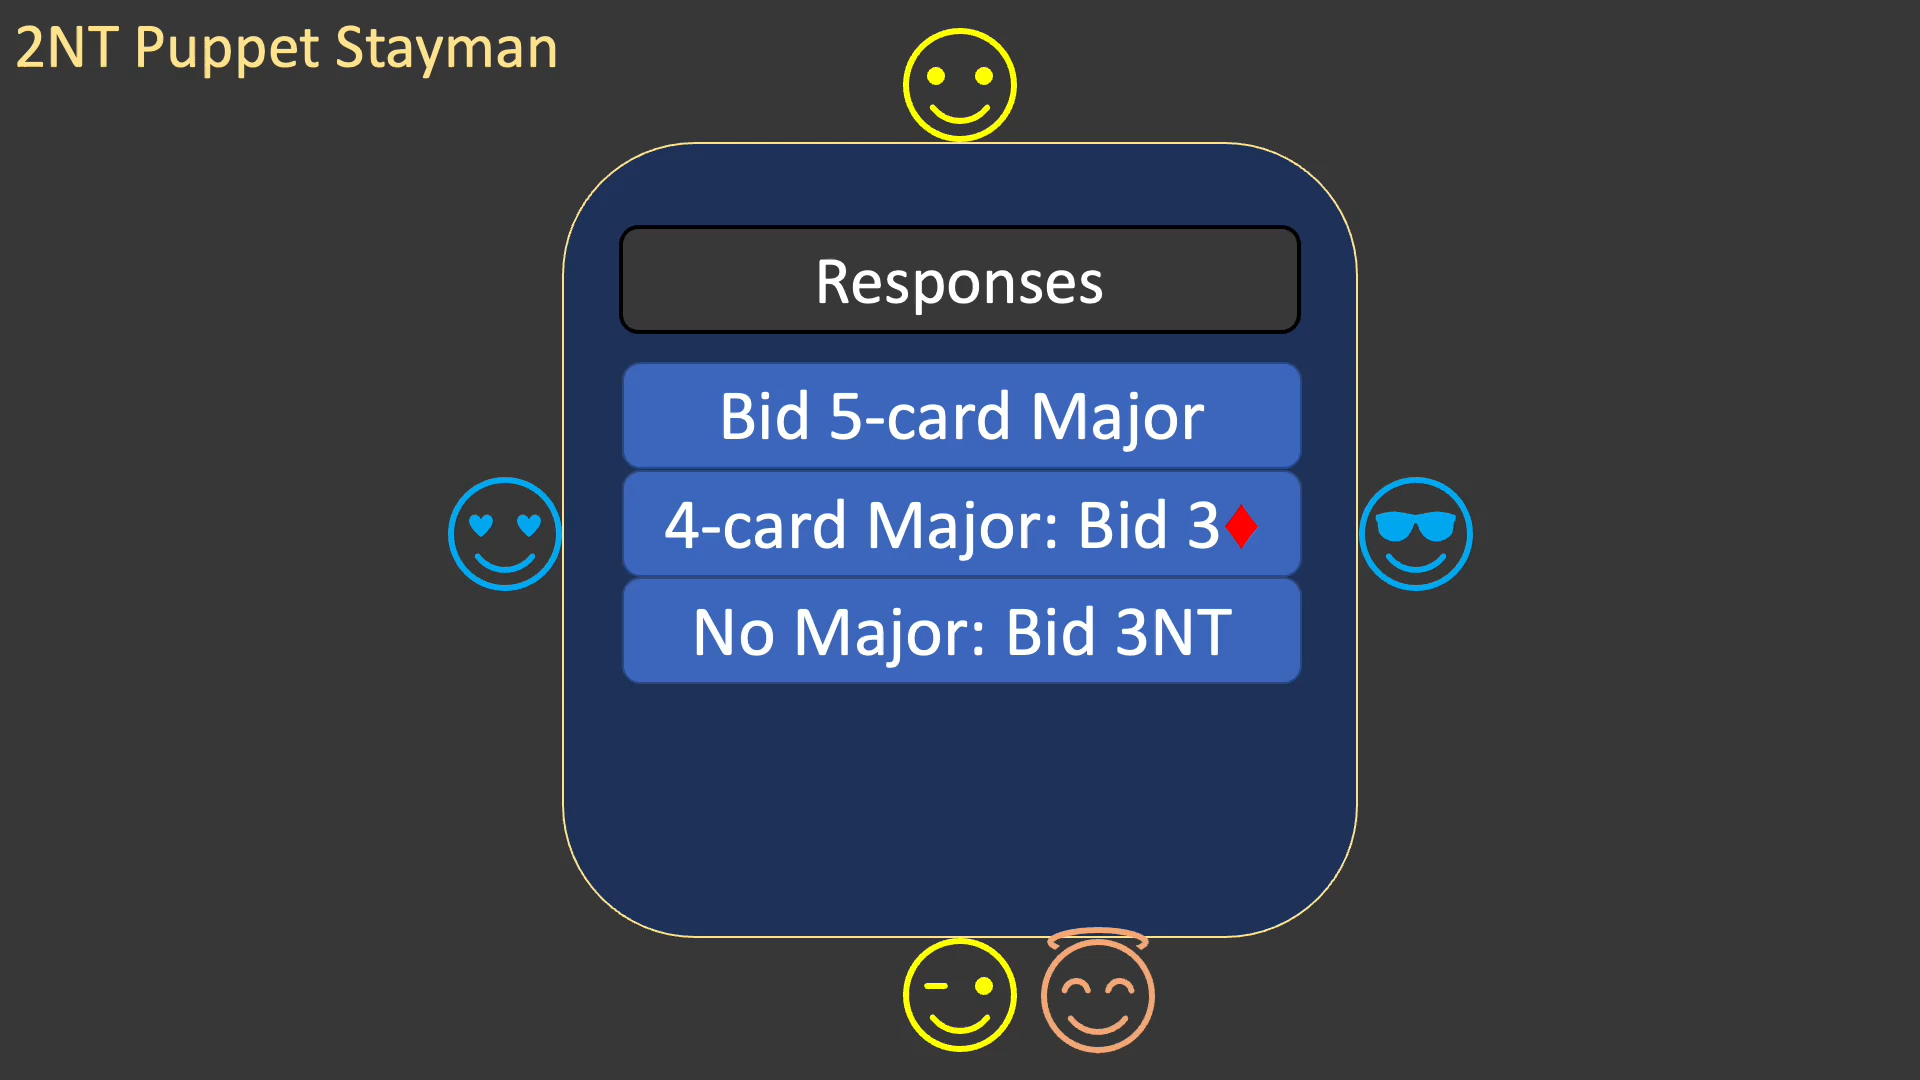 2NT Puppet Stayman
Responses
Bid 5-card Major
4-card Major: Bid 3♦
No Major: Bid 3NT